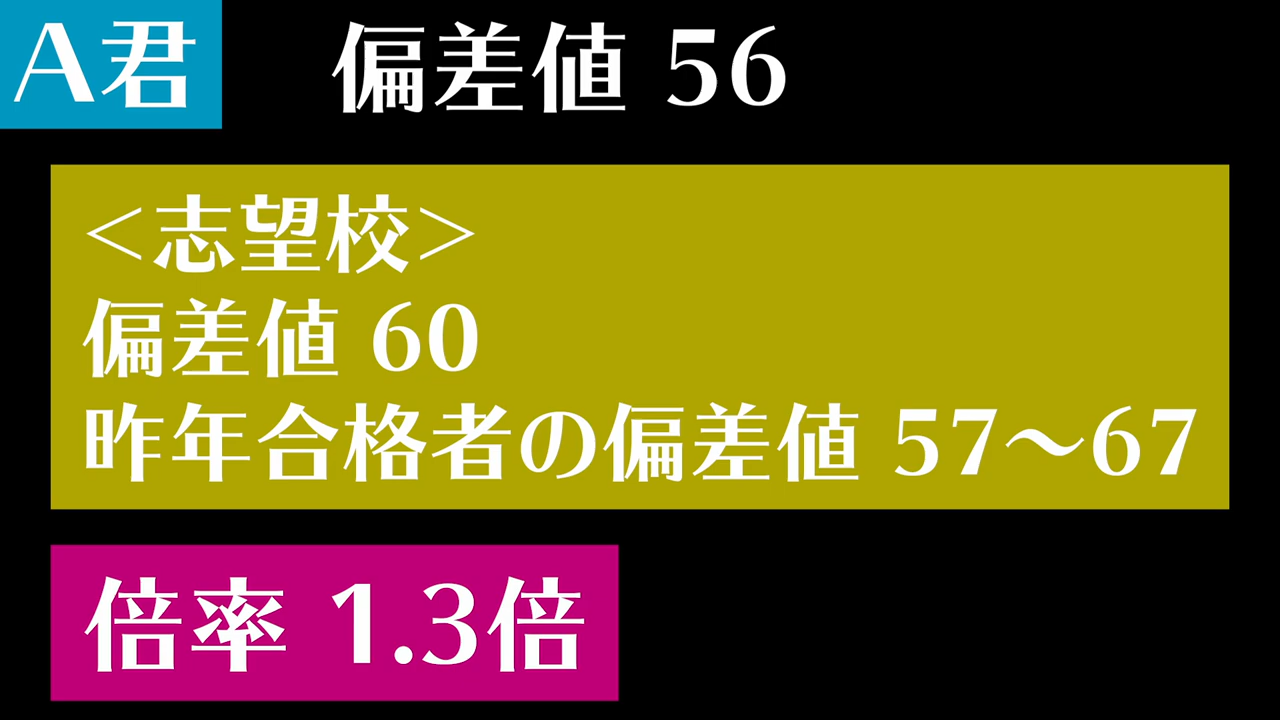 A君
偏差値 56
＜志望校＞
偏差値 60
昨年合格者の偏差値 57～67
倍率 1.3倍